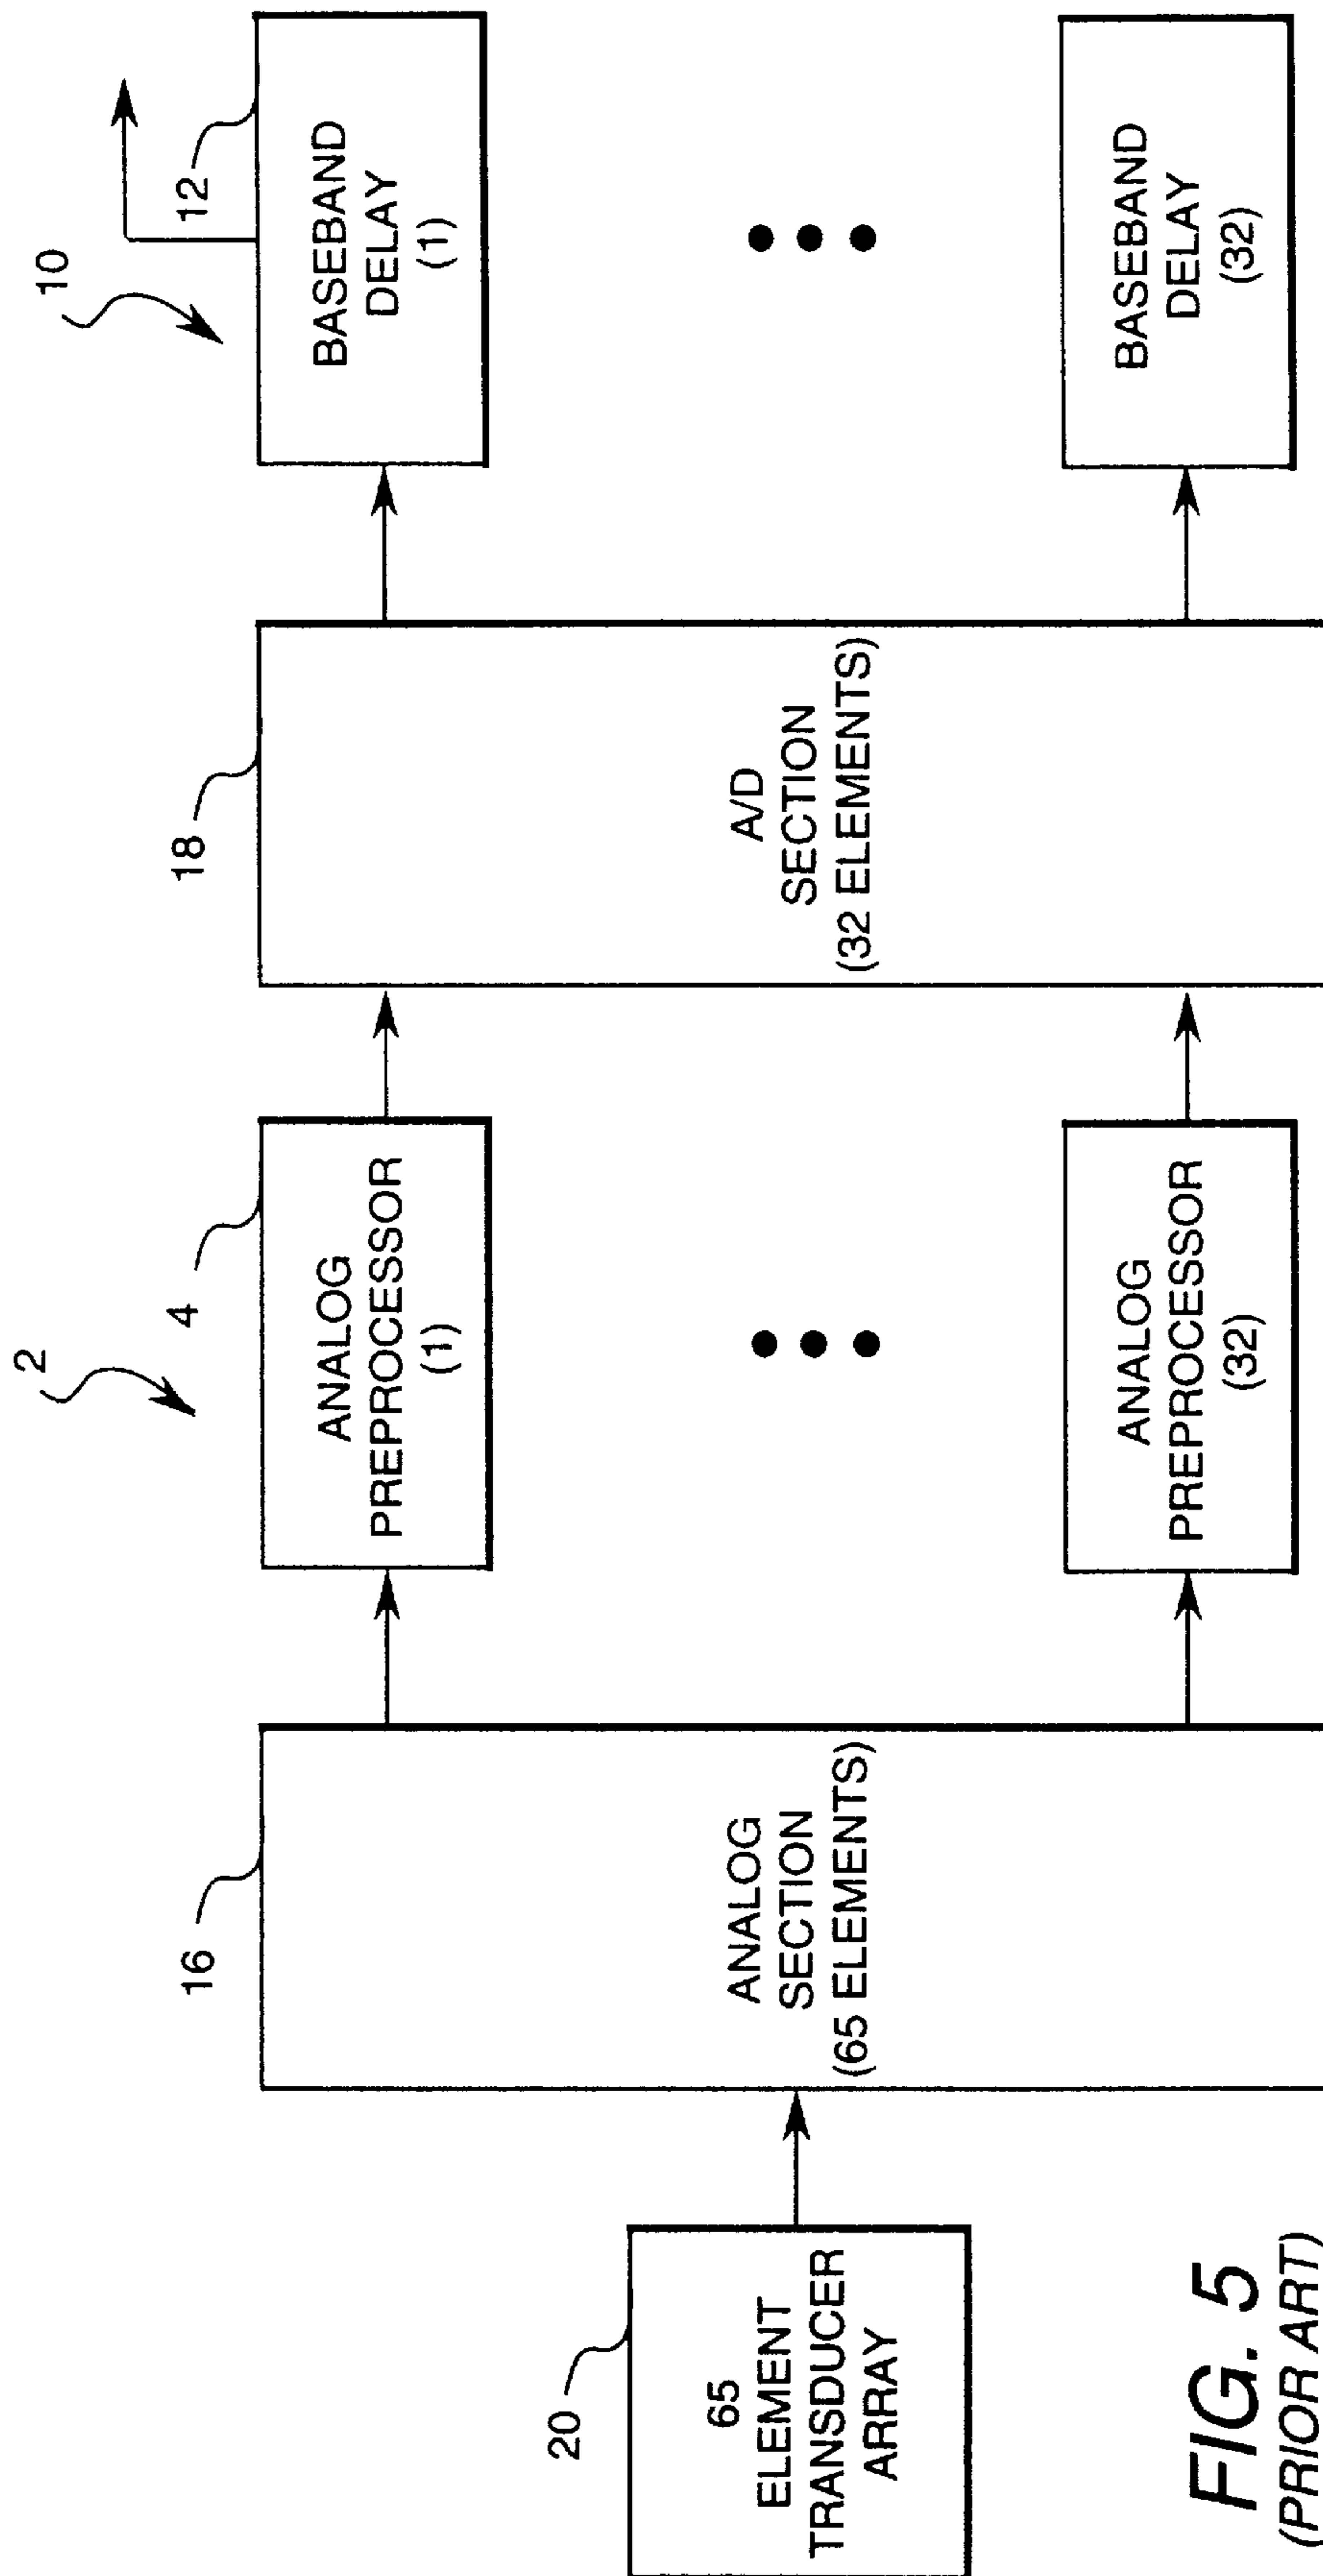 20
65
ELEMENT
TRANSDUCER
ARRAY
16
ANALOG
SECTION
(65 ELEMENTS)
2
4
ANALOG
PREPROCESSOR
(1)
ANALOG
PREPROCESSOR
(32)
18
A/D
SECTION
(32 ELEMENTS)
10
12
BASEBAND
DELAY
(1)
BASEBAND
DELAY
(32)
FIG. 5
(PRIOR ART)